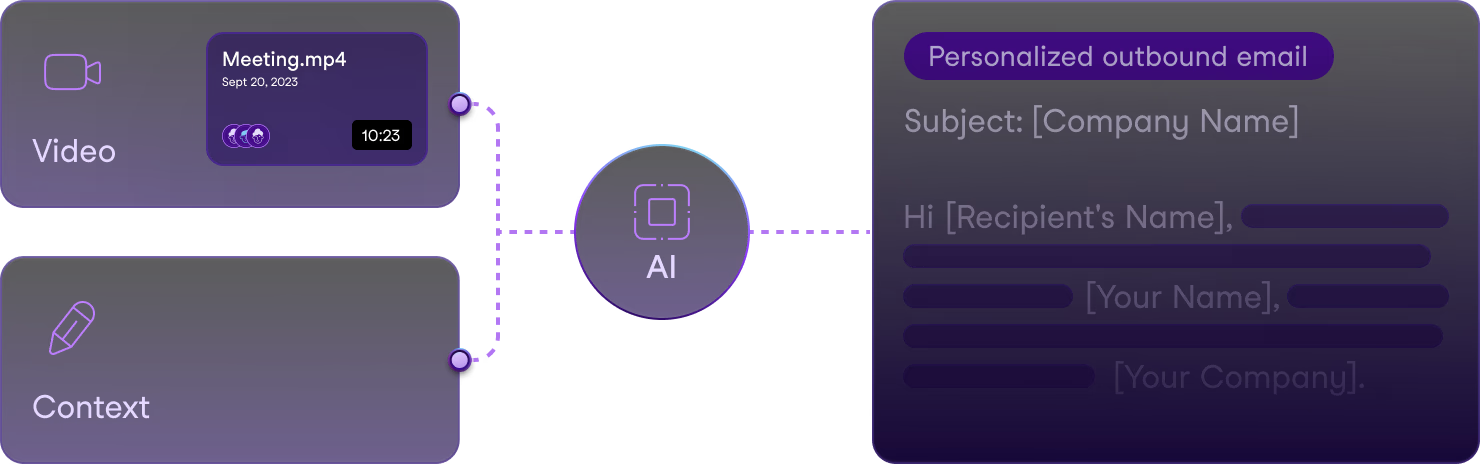 Meeting.mp4
Sept 20, 2023
10:23
Video
Context
AI
Personalized outbound email
Subject: [Company Name]
Hi [Recipient's Name],
[Your Name],
[Your Company].